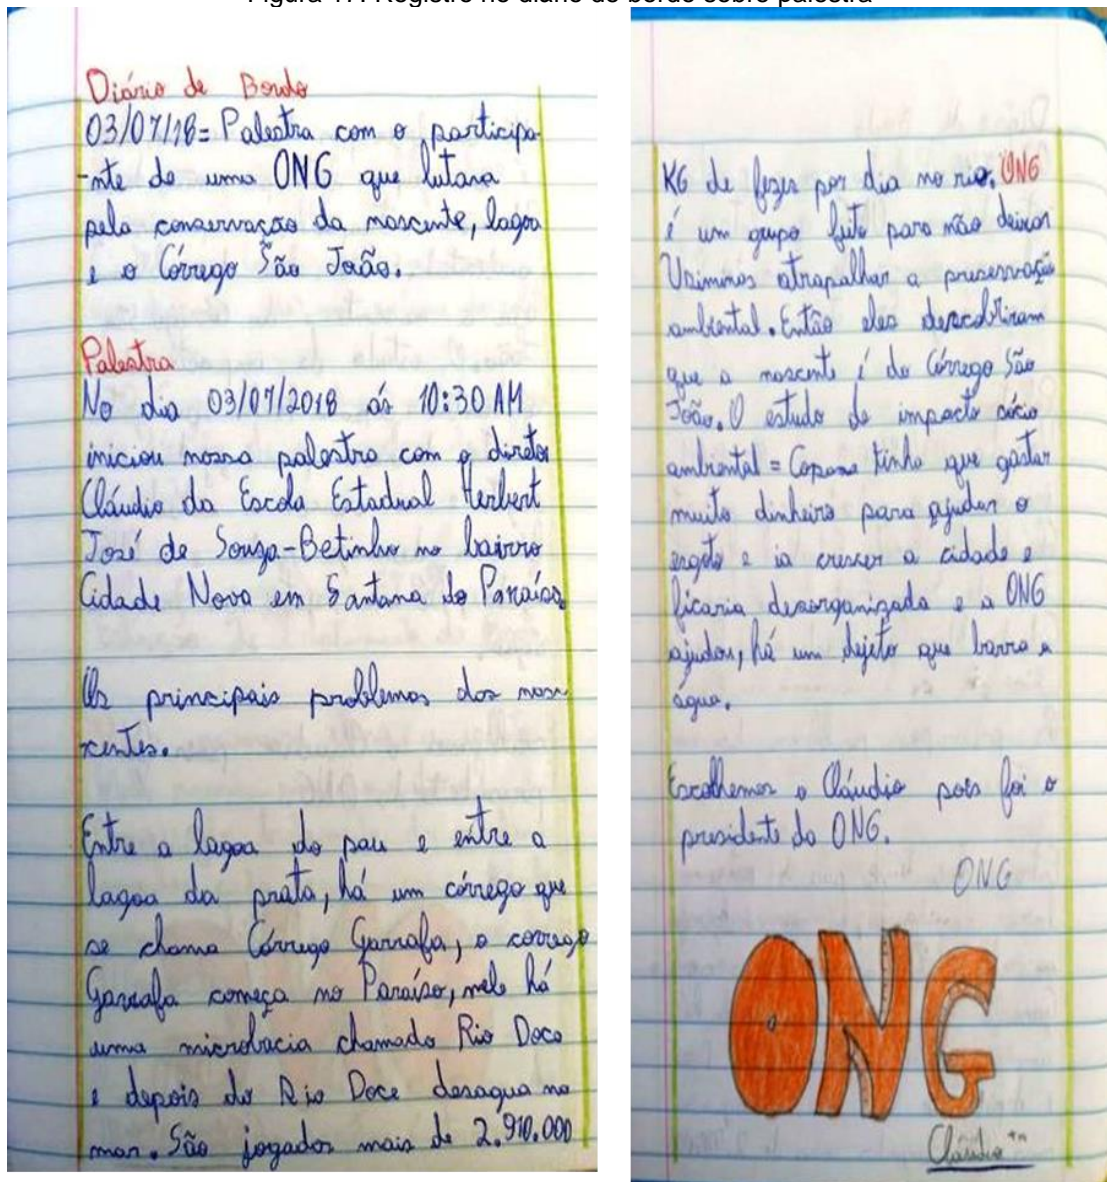 Figura 17: Registro no diário de bordo sobre palestra
Diário de Bordo
03/07/18= Palestra com o participa-
-nte de uma ONG que lutava
pela conservação da nascente, lagoa
e o Córrego São João.
Palestra
No dia 03/07/2018 ás 10:30 AM
iniciou nossa palestra com o diretor
Cláudio da Escola Estadual Herbert
José de Souza-Betinho no bairro
Cidade Nova em Santana do Paraíso.
Os principais problemas das nas-
centes.
Entre a lagoa do pau e entre a
lagoa da prata, há um córrego que
se chama Córrego Garrafa, o corregо
Garrafa começa no Paraíso, nele há
uma microbacia chamado Rio Doce
e depois do Rio Doce desagua no
mar. São jogados mais de 2.910.000
KG de fezes por dia no rio. ONG
é um grupo feito para não deixar
Usiminas atrapalhar a preservação
ambiental. Então eles descobriram
que a nascente é do Córrego São
João. O estudo de impacto sócio
ambiental = Copasa tinha que gastar
muito dinheiro para ajudar o
esgoto e ia crescer a cidade e
ficaria desorganizada e a ONG
ajudou, há um dejeto que barra a
água.
Escolhemos o Cláudio pois foi o
presidente da ONG.
ONG
ONG
Cláudio